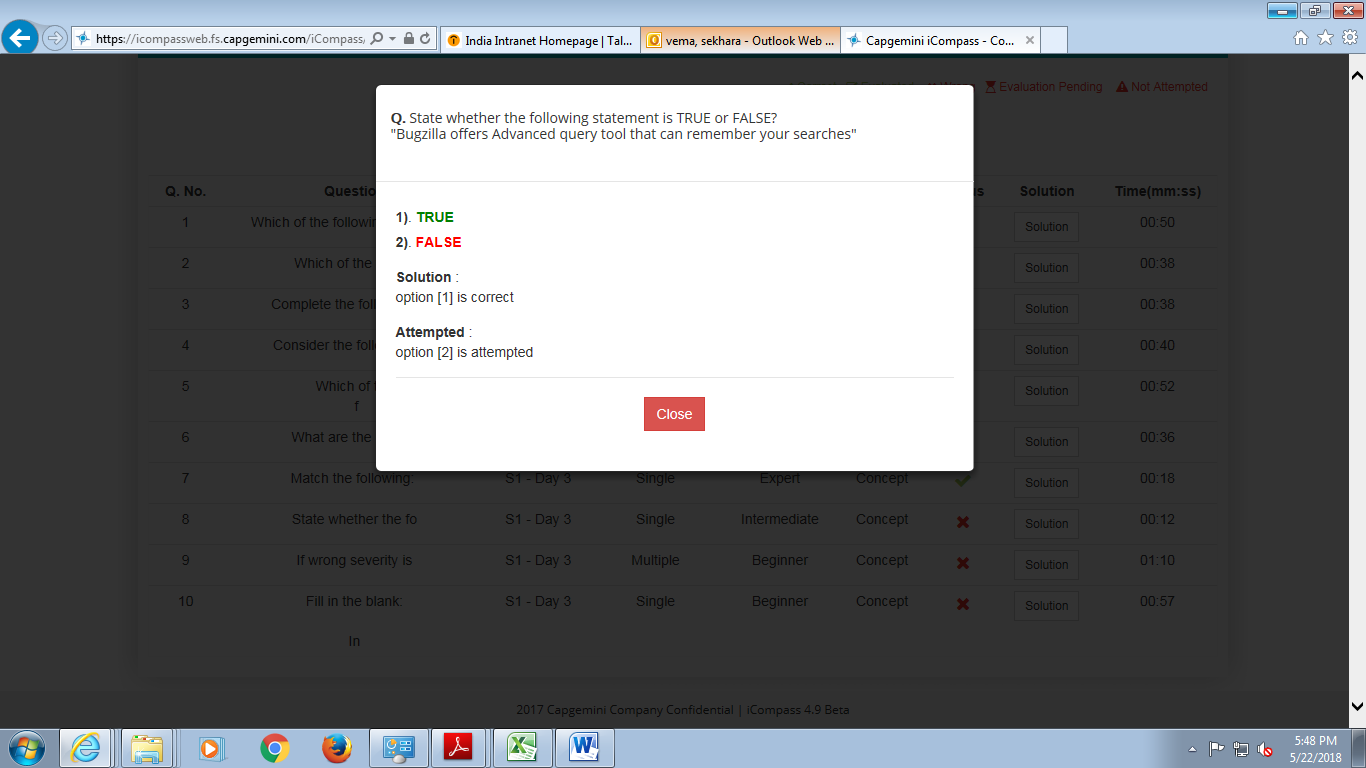 https://icompassweb.fs.capgemini.com/iCompass/
India Intranet Homepage | Tal...
vema, sekhara - Outlook Web ...
Capgemini iCompass - Co...
Evaluation Pending
Not Attempted
Q. State whether the following statement is TRUE or FALSE?
"Bugzilla offers Advanced query tool that can remember your searches"
1). TRUE
2). FALSE
Solution :
option [1] is correct
Attempted :
option [2] is attempted
Close
Q. No. Questio Solution Time(mm:ss)
1 Which of the followin Solution 00:50
2 Which of the Solution 00:38
3 Complete the foll Solution 00:38
4 Consider the foll Solution 00:40
5 Which of Solution 00:52
f
6 What are the Solution 00:36
7 Match the following: S1 - Day 3 Single Expert Concept Solution 00:18
8 State whether the fo S1 - Day 3 Single Intermediate Concept Solution 00:12
9 If wrong severity is S1 - Day 3 Multiple Beginner Concept Solution 01:10
10 Fill in the blank: S1 - Day 3 Single Beginner Concept Solution 00:57
In
2017 Capgemini Company Confidential | iCompass 4.9 Beta
5:48 PM
5/22/2018